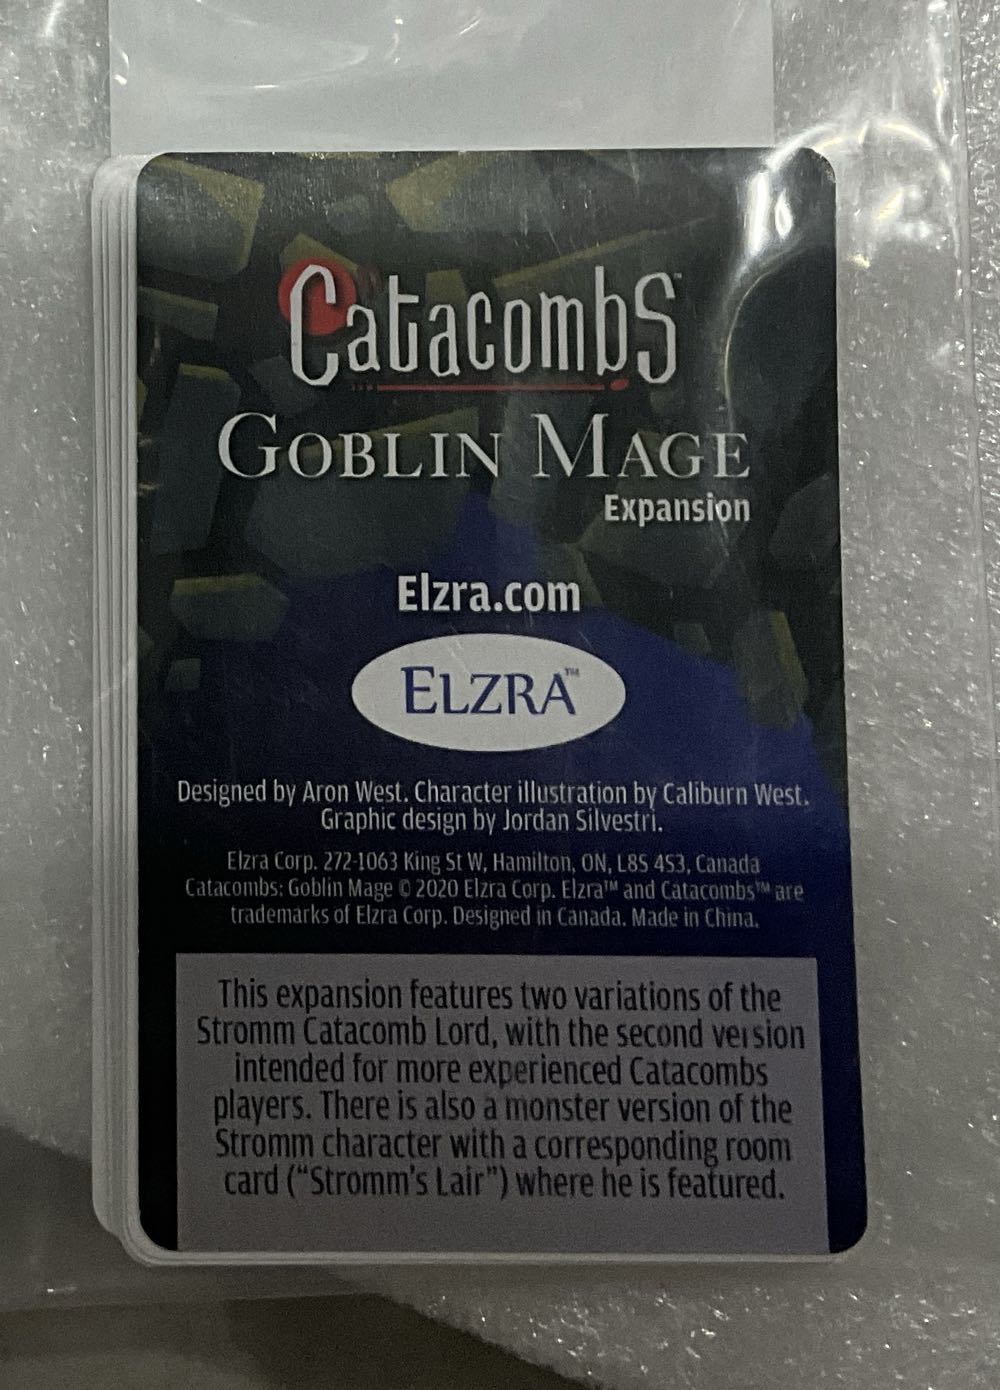 Catacombs™
GOBLIN MAGE
Expansion
Elzra.com
ELZRA™
Designed by Aron West. Character illustration by Caliburn West.
Graphic design by Jordan Silvestri.
Elzra Corp. 272-1063 King St W, Hamilton, ON, L8S 4S3, Canada
Catacombs: Goblin Mage © 2020 Elzra Corp. Elzra™ and Catacombs™ are
trademarks of Elzra Corp. Designed in Canada. Made in China.
This expansion features two variations of the
Stromm Catacomb Lord, with the second version
intended for more experienced Catacombs
players. There is also a monster version of the
Stromm character with a corresponding room
card (“Stromm’s Lair”) where he is featured.